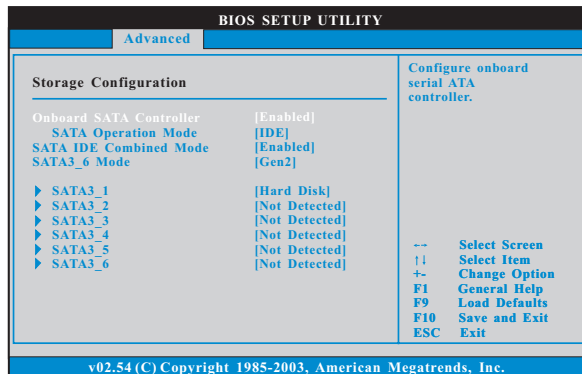 BIOS SETUP UTILITY
Advanced
Storage Configuration
Onboard SATA Controller [Enabled]
SATA Operation Mode [IDE]
SATA IDE Combined Mode [Enabled]
SATA3_6 Mode [Gen2]
SATA3_1 [Hard Disk]
SATA3_2 [Not Detected]
SATA3_3 [Not Detected]
SATA3_4 [Not Detected]
SATA3_5 [Not Detected]
SATA3_6 [Not Detected]
Configure onboard
serial ATA
controller.
←→ Select Screen
↑↓ Select Item
+- Change Option
F1 General Help
F9 Load Defaults
F10 Save and Exit
ESC Exit
v02.54 (C) Copyright 1985-2003, American Megatrends, Inc.